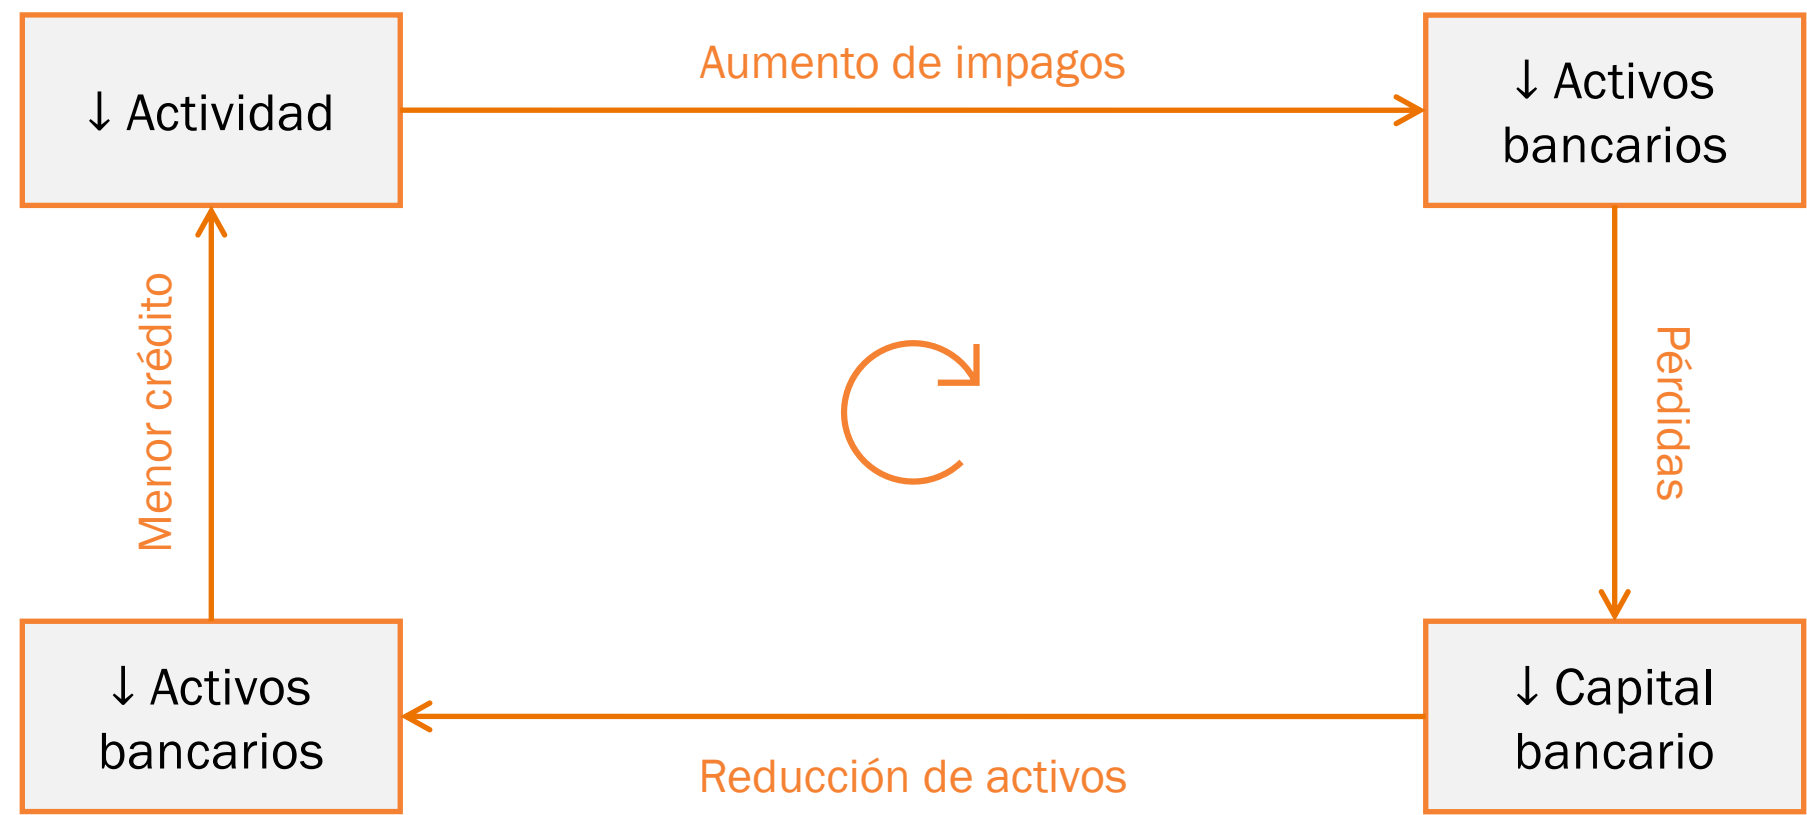 ↓ Actividad
Aumento de impagos
↓ Activos
bancarios
Menor crédito
Pérdidas
↓ Activos
bancarios
Reducción de activos
↓ Capital
bancario